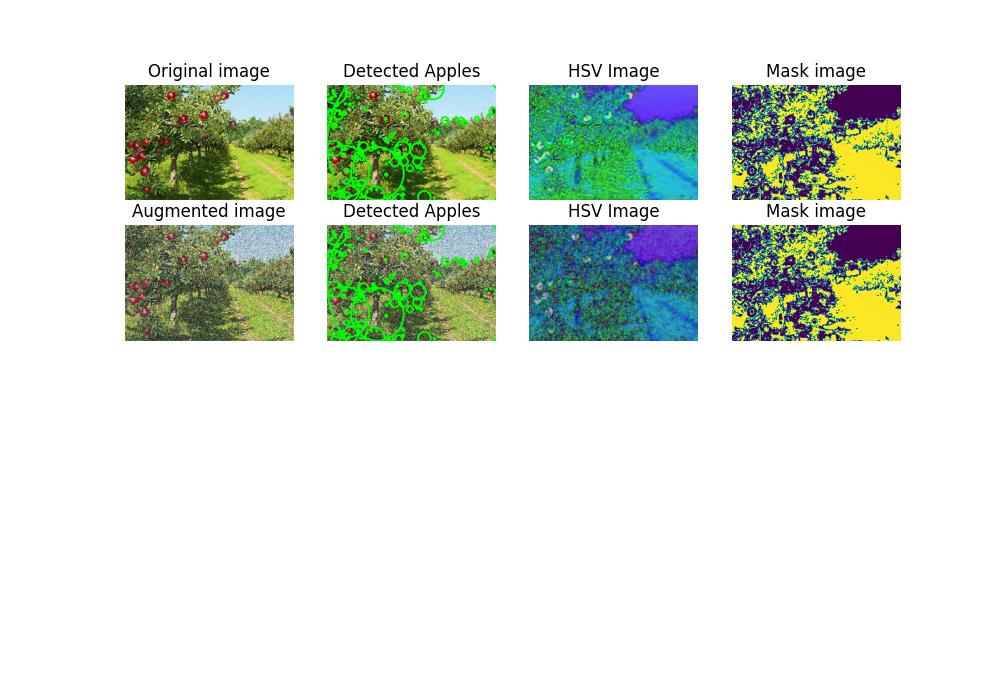 Original image
Detected Apples
HSV Image
Mask image
Augmented image
Detected Apples
HSV Image
Mask image